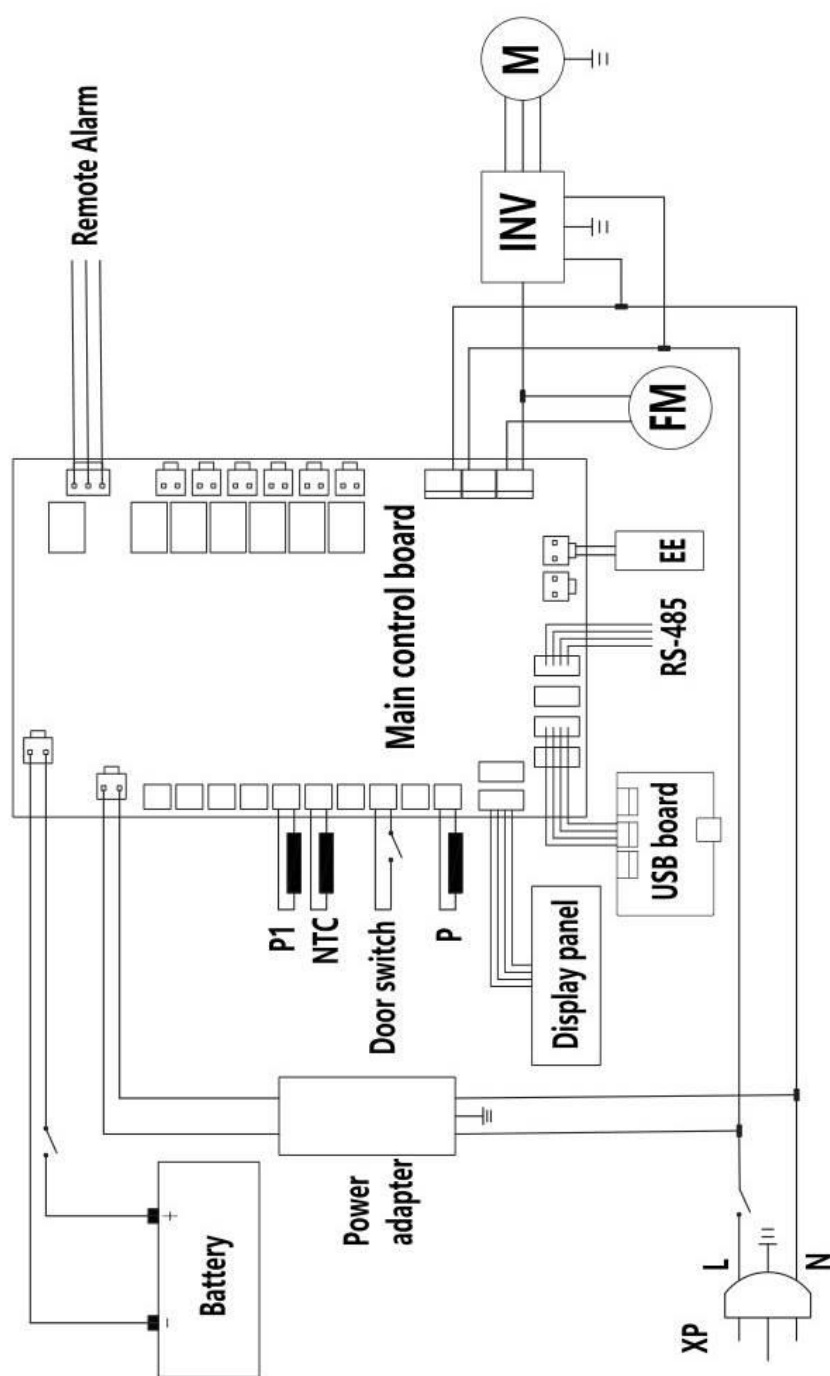 Remote Alarm
M
INV
FM
Main control board
EE
RS-485
USB board
P1
NTC
Door switch
P
Display panel
Power
adapter
Battery
+
−
XP
L
N